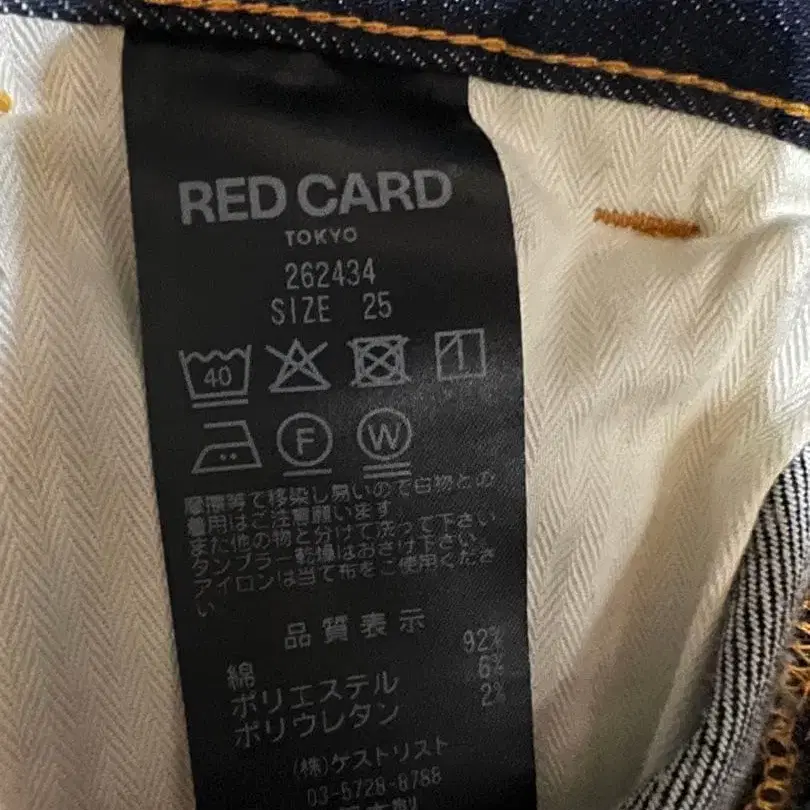 RED CARD
TOKYO
262434
SIZE 25
40
F W
摩擦等で移染し易いので白物との
着用はご注意願います
また他の物と分けて洗って下さい
タンブラー乾燥はおさけ下さい
アイロンは当て布をご使用くださ
い
品質表示
綿 92%
ポリエステル 6%
ポリウレタン 2%
(株)ゲストリスト
03-5728-8788